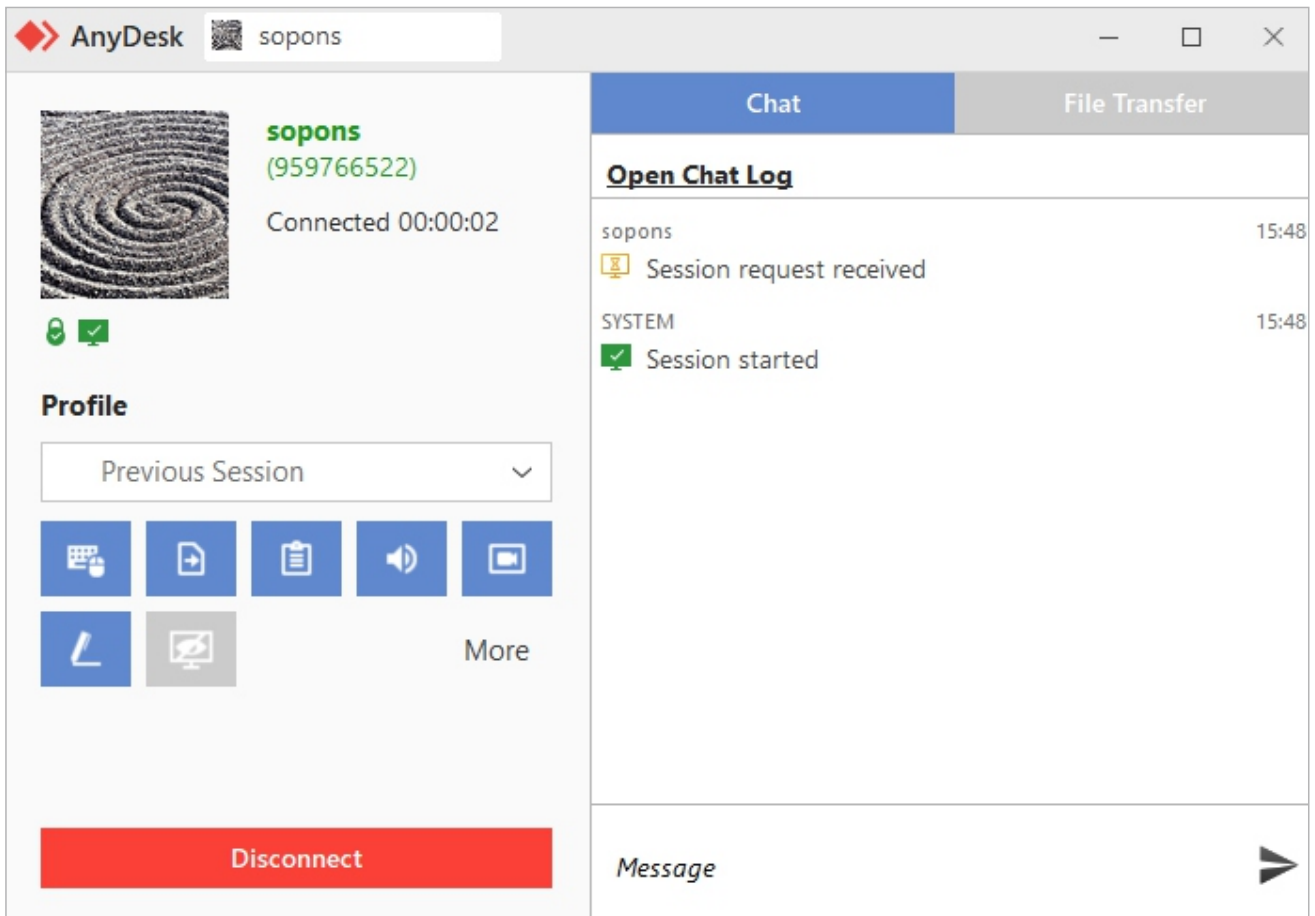 AnyDesk sopons
Chat File Transfer
sopons
(959766522)
Connected 00:00:02
Open Chat Log
sopons 15:48
Session request received
SYSTEM 15:48
Session started
Profile
Previous Session
More
Disconnect
Message